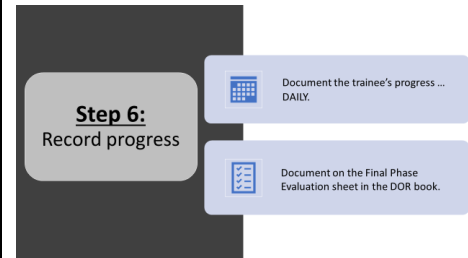 Step 6:
Record progress
Document the trainee's progress …
DAILY.
Document on the Final Phase
Evaluation sheet in the DOR book.